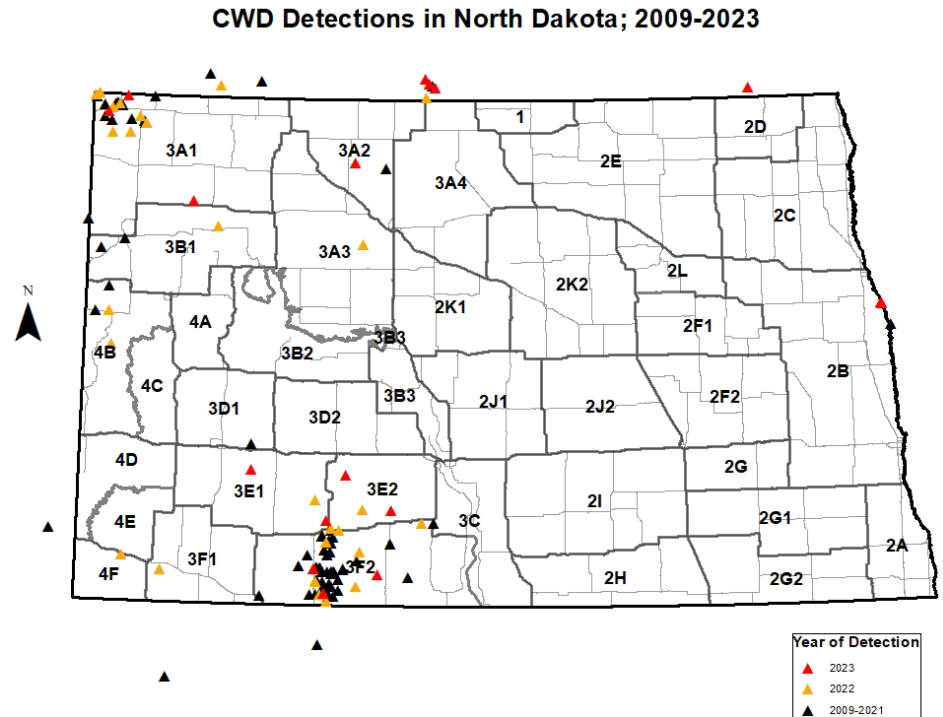 CWD Detections in North Dakota; 2009-2023
1
2D
3A2
2E
3A1
3A4
2C
3B1
3A3
2L
2K2
N
2K1
4A
2F1
3B3
4B
3B2
2B
4C
3B3
2F2
3D1
2J1
2J2
3D2
4D
2G
3E1
3E2
2I
4E
3C
2G1
2A
3F1
3F2
4F
2H
2G2
Year of Detection
2023
2022
2009-2021